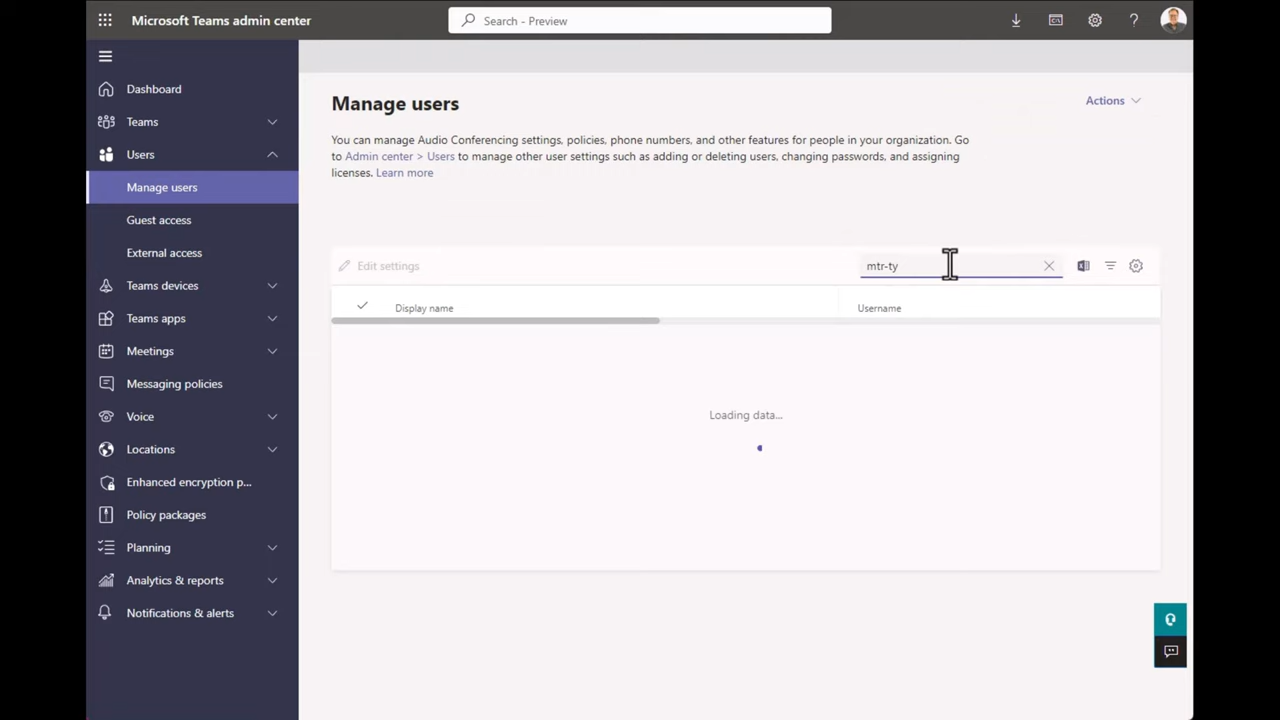 Microsoft Teams admin center
Search - Preview
Dashboard
Teams
Users
Manage users
Guest access
External access
Teams devices
Teams apps
Meetings
Messaging policies
Voice
Locations
Enhanced encryption p...
Policy packages
Planning
Analytics & reports
Notifications & alerts
Manage users
Actions
You can manage Audio Conferencing settings, policies, phone numbers, and other features for people in your organization. Go
to Admin center > Users to manage other user settings such as adding or deleting users, changing passwords, and assigning
licenses. Learn more
Edit settings
mtr-ty
Display name
Username
Loading data...